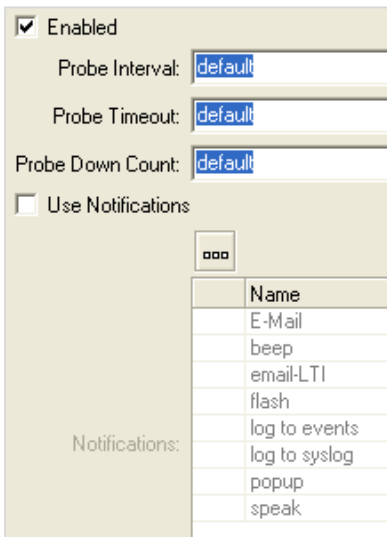 Enabled
Probe Interval: default
Probe Timeout: default
Probe Down Count: default
Use Notifications
Name
E-Mail
beep
email-LTI
flash
log to events
Notifications:
log to syslog
popup
speak